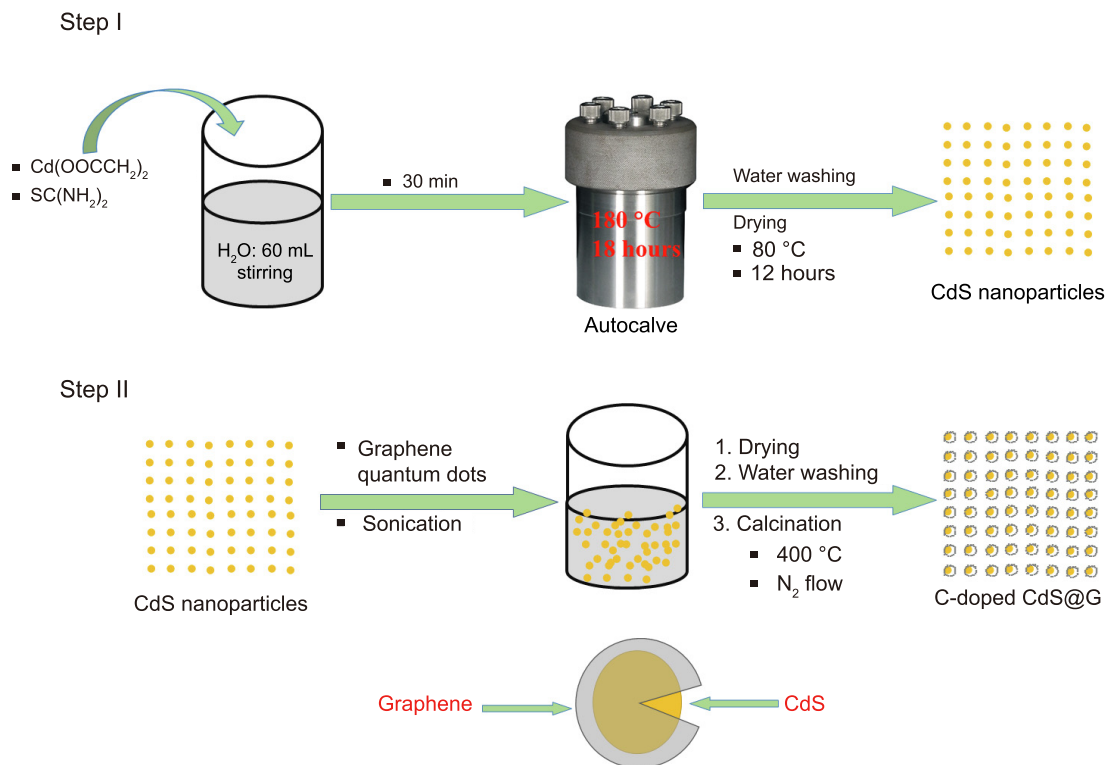 Step I
▪ Cd(OOCCH₂)₂
▪ SC(NH₂)₂
H₂O: 60 mL
stirring
▪ 30 min
180 °C
18 hours
Autocalve
Water washing
Drying
▪ 80 °C
▪ 12 hours
CdS nanoparticles
Step II
CdS nanoparticles
▪ Graphene
quantum dots
▪ Sonication
1. Drying
2. Water washing
3. Calcination
▪ 400 °C
▪ N₂ flow
C-doped CdS@G
Graphene
CdS